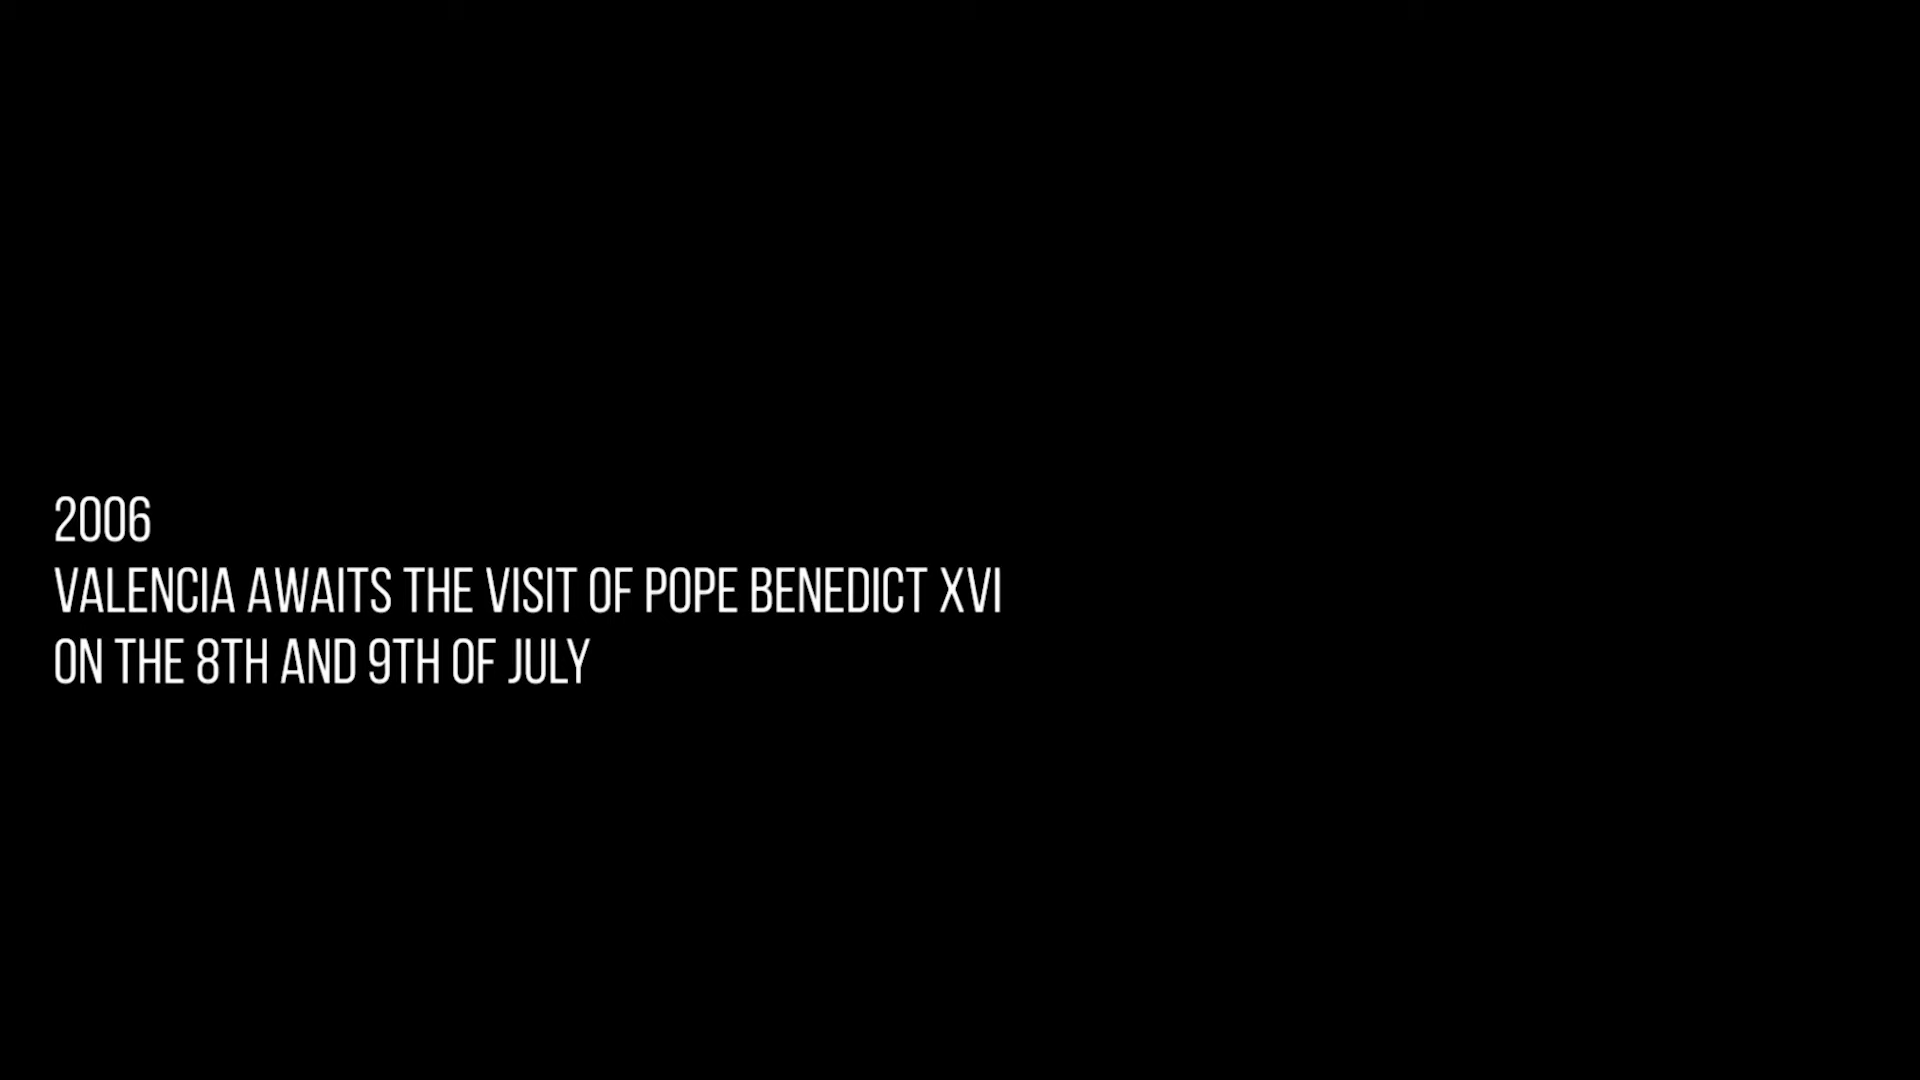 2006
VALENCIA AWAITS THE VISIT OF POPE BENEDICT XVI
ON THE 8TH AND 9TH OF JULY